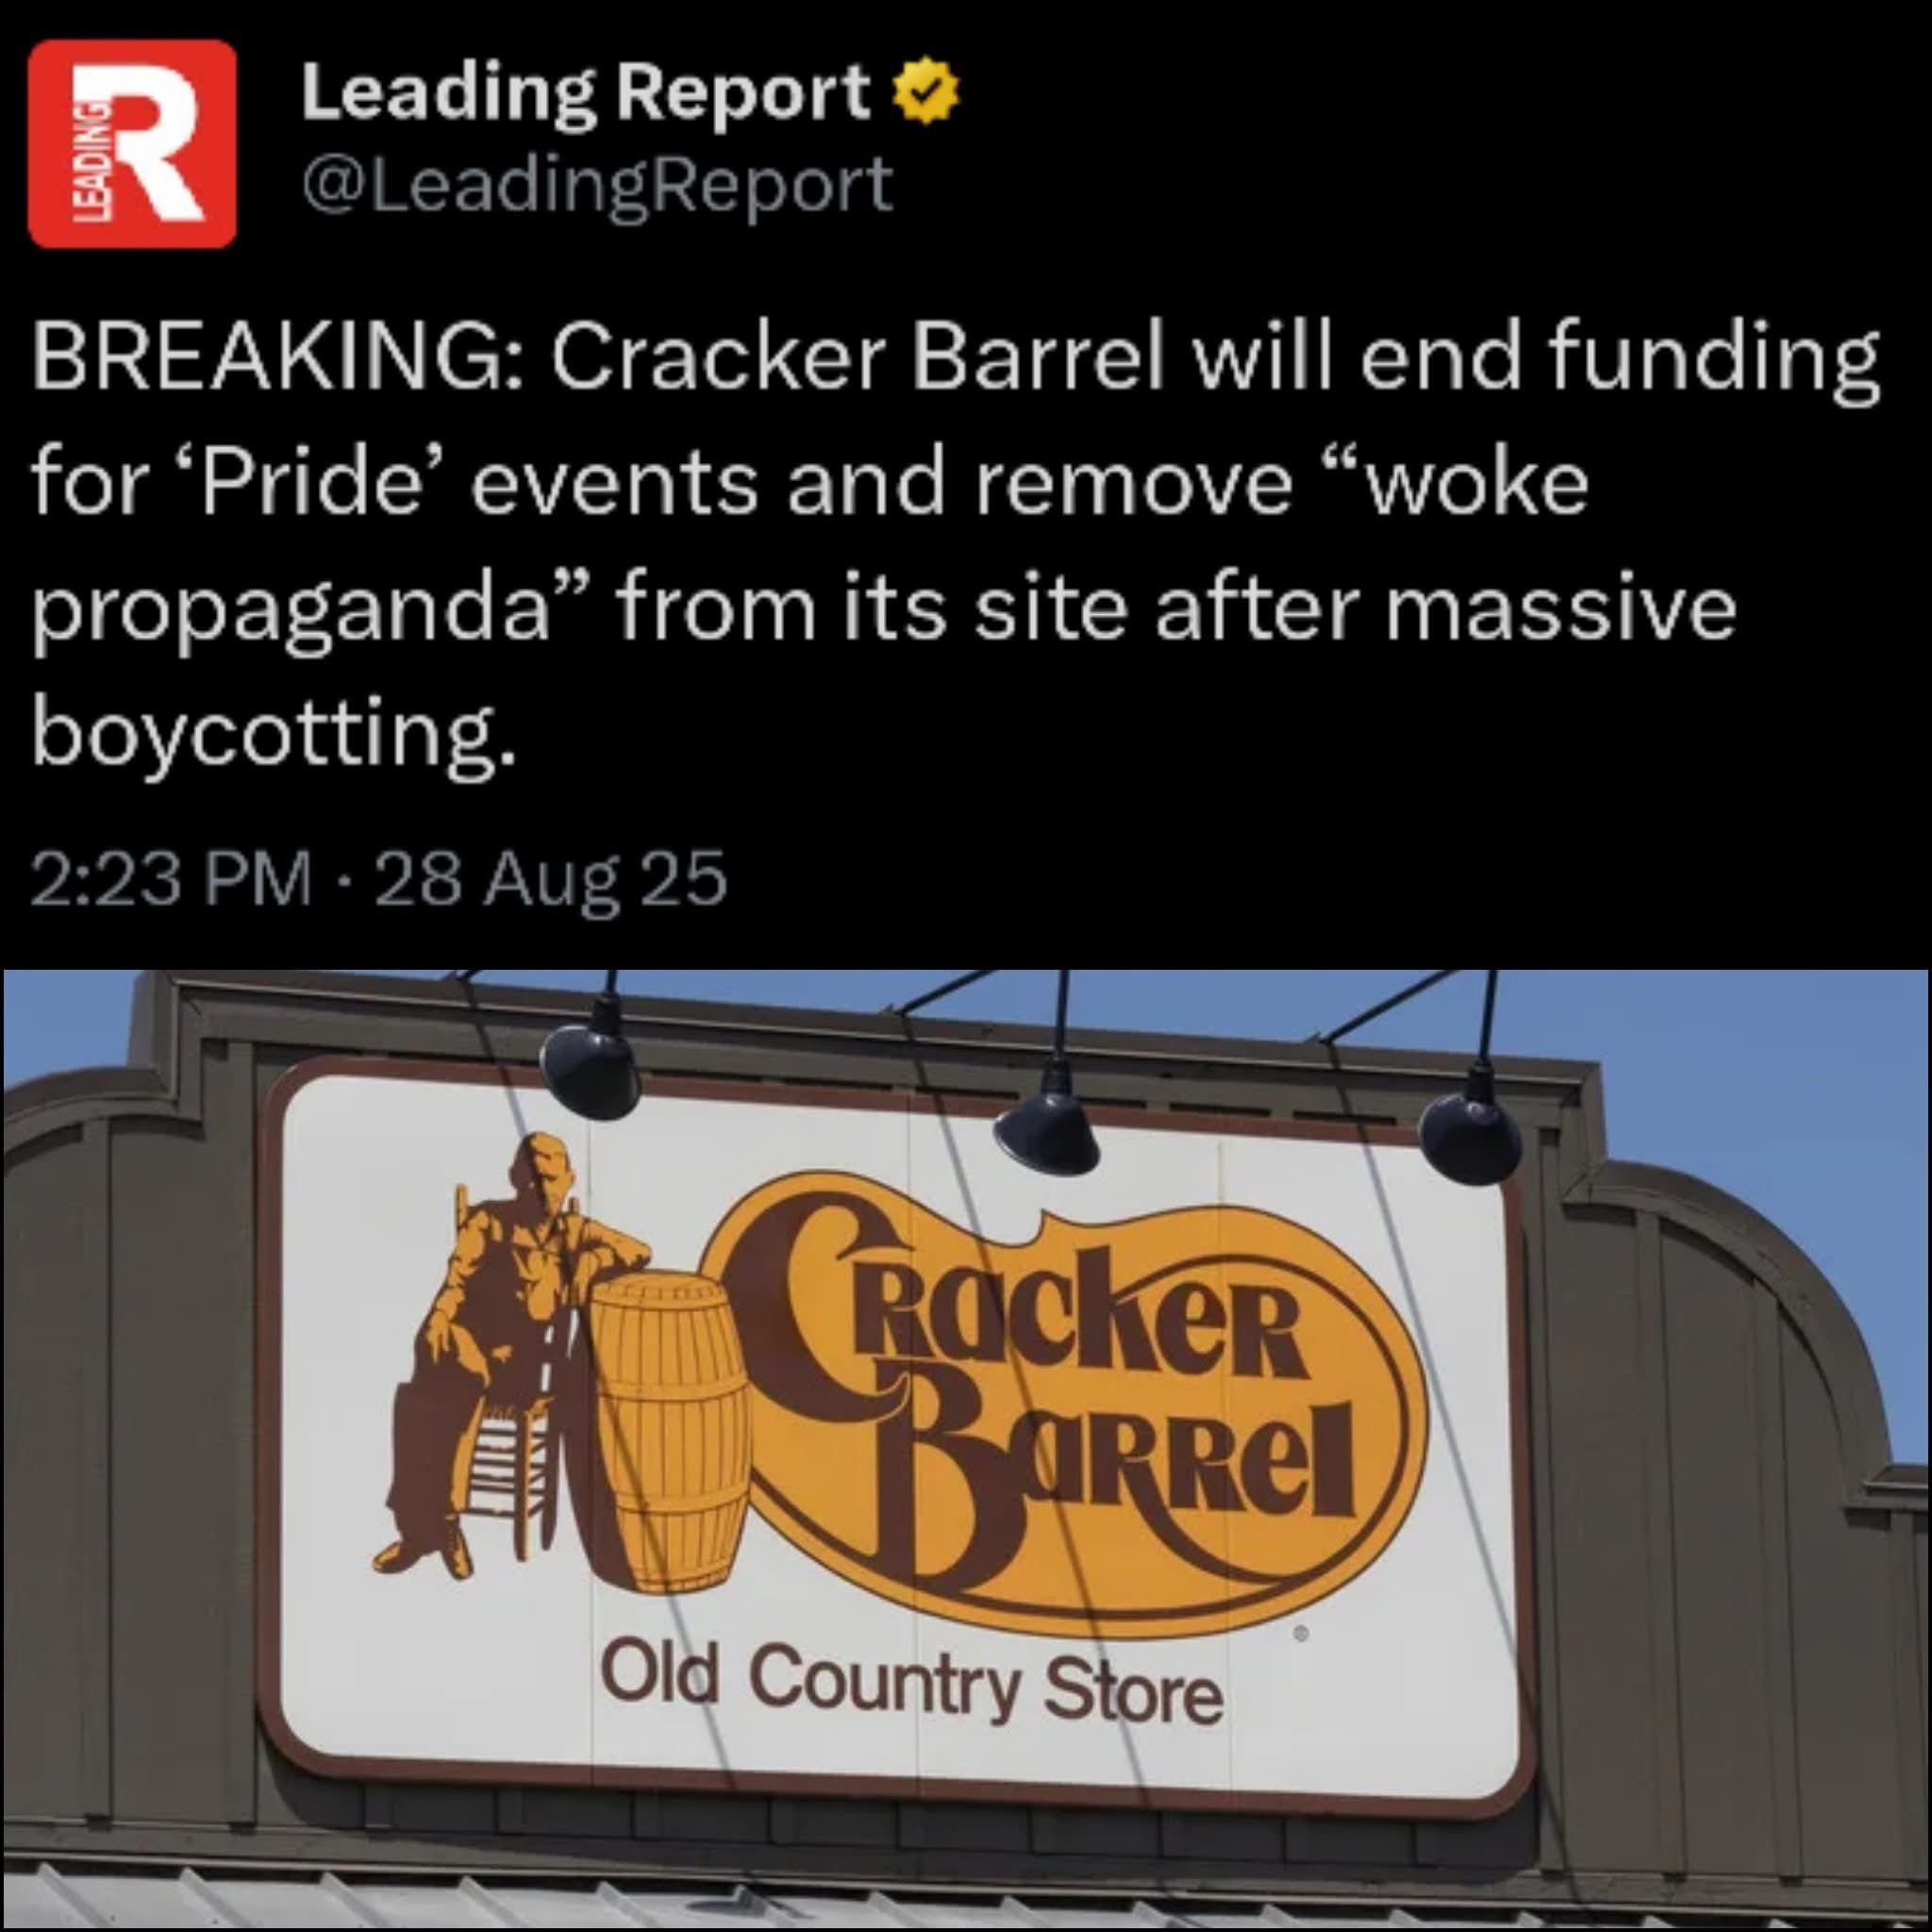 LEADING R
Leading Report
@LeadingReport
BREAKING: Cracker Barrel will end funding
for ‘Pride’ events and remove “woke
propaganda” from its site after massive
boycotting.
2:23 PM · 28 Aug 25
Cracker
Barrel
®
Old Country Store